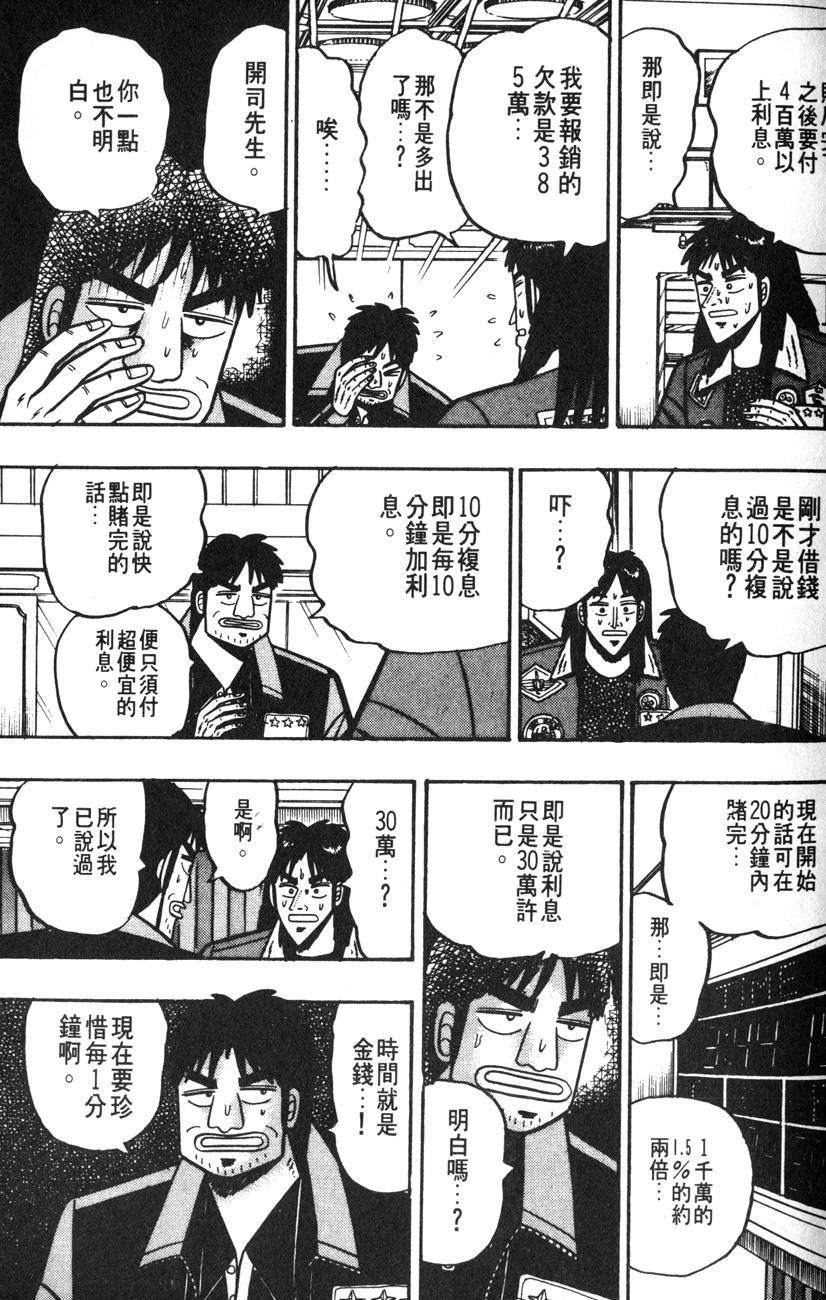 之後要付
4百萬以
上利息。
那即是說…
我要報銷的
欠款是38
5萬…
那不是多出
了嗎…?
唉……
開司先生。
你一點
也不明
白。
剛才借錢
是不是說
過10分複
息的嗎?
吓…?
10分複息
即是每10
分鐘加利
息。
即是說快
點賭完的
話…
便只須付
超便宜的
利息。
現在開始
的話可在
20分鐘內
賭完…
那…即是…
1千萬的
1.5%的約
兩倍…
即是說利息
只是30萬許
而已。
明白嗎…?
30萬…?
是啊。
所以我
已說過
了。
時間就是
金錢…!
現在要珍
惜每1分
鐘啊。